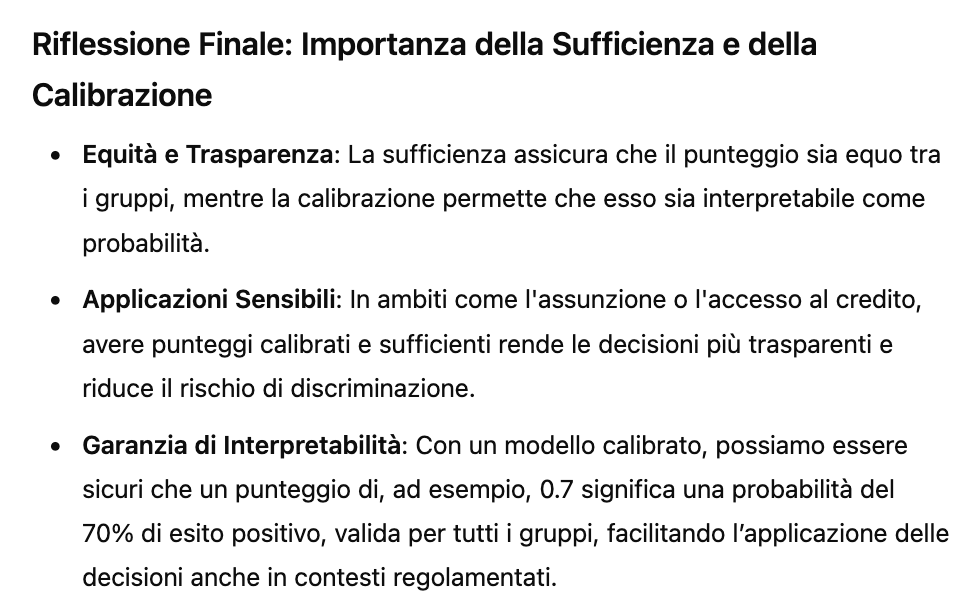 Riflessione Finale: Importanza della Sufficienza e della
Calibrazione
• Equità e Trasparenza: La sufficienza assicura che il punteggio sia equo tra
i gruppi, mentre la calibrazione permette che esso sia interpretabile come
probabilità.
• Applicazioni Sensibili: In ambiti come l'assunzione o l'accesso al credito,
avere punteggi calibrati e sufficienti rende le decisioni più trasparenti e
riduce il rischio di discriminazione.
• Garanzia di Interpretabilità: Con un modello calibrato, possiamo essere
sicuri che un punteggio di, ad esempio, 0.7 significa una probabilità del
70% di esito positivo, valida per tutti i gruppi, facilitando l’applicazione delle
decisioni anche in contesti regolamentati.